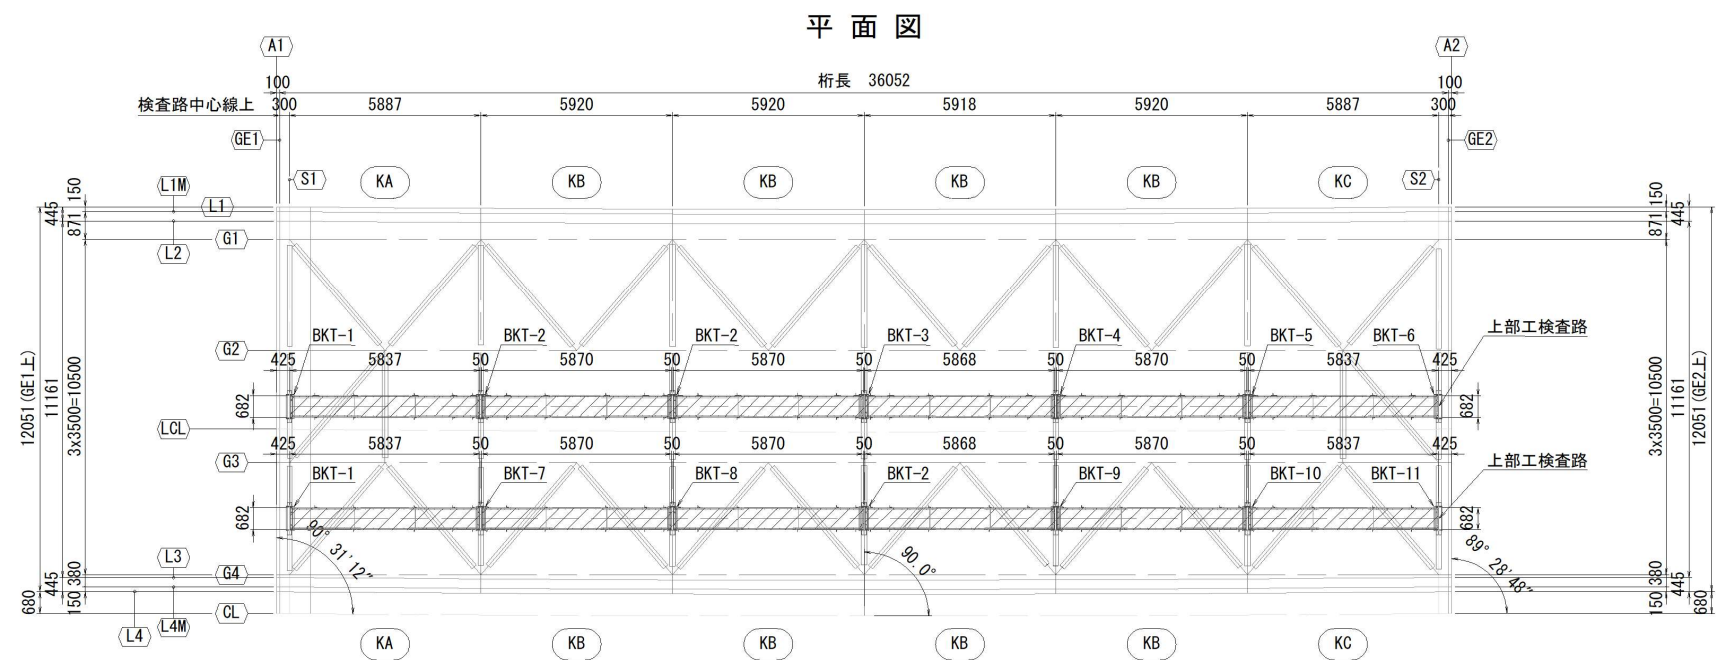 平 面 図
A1
A2
100
桁長 36052
100
検査路中心線上
300
5887
5920
5920
5918
5920
5887
300
GE1
GE2
S1
KA
KB
KB
KB
KB
KC
S2
L1M
L1
L2
G1
150
445
871
150
871
445
BKT-1
BKT-2
BKT-2
BKT-3
BKT-4
BKT-5
BKT-6
上部工検査路
G2
425
5837
50
5870
50
5870
50
5868
50
5870
50
5837
425
12051(GE1上)
11161
3x3500=10500
682
682
3x3500=10500
11161
12051(GE2上)
LCL
425
5837
50
5870
50
5870
50
5868
50
5870
50
5837
425
G3
BKT-1
BKT-7
BKT-8
BKT-2
BKT-9
BKT-10
BKT-11
上部工検査路
682
682
90° 31'12"
90.0°
89° 28'48"
L3
G4
CL
L4M
L4
680
445
150
380
150
380
445
680
KA
KB
KB
KB
KB
KC